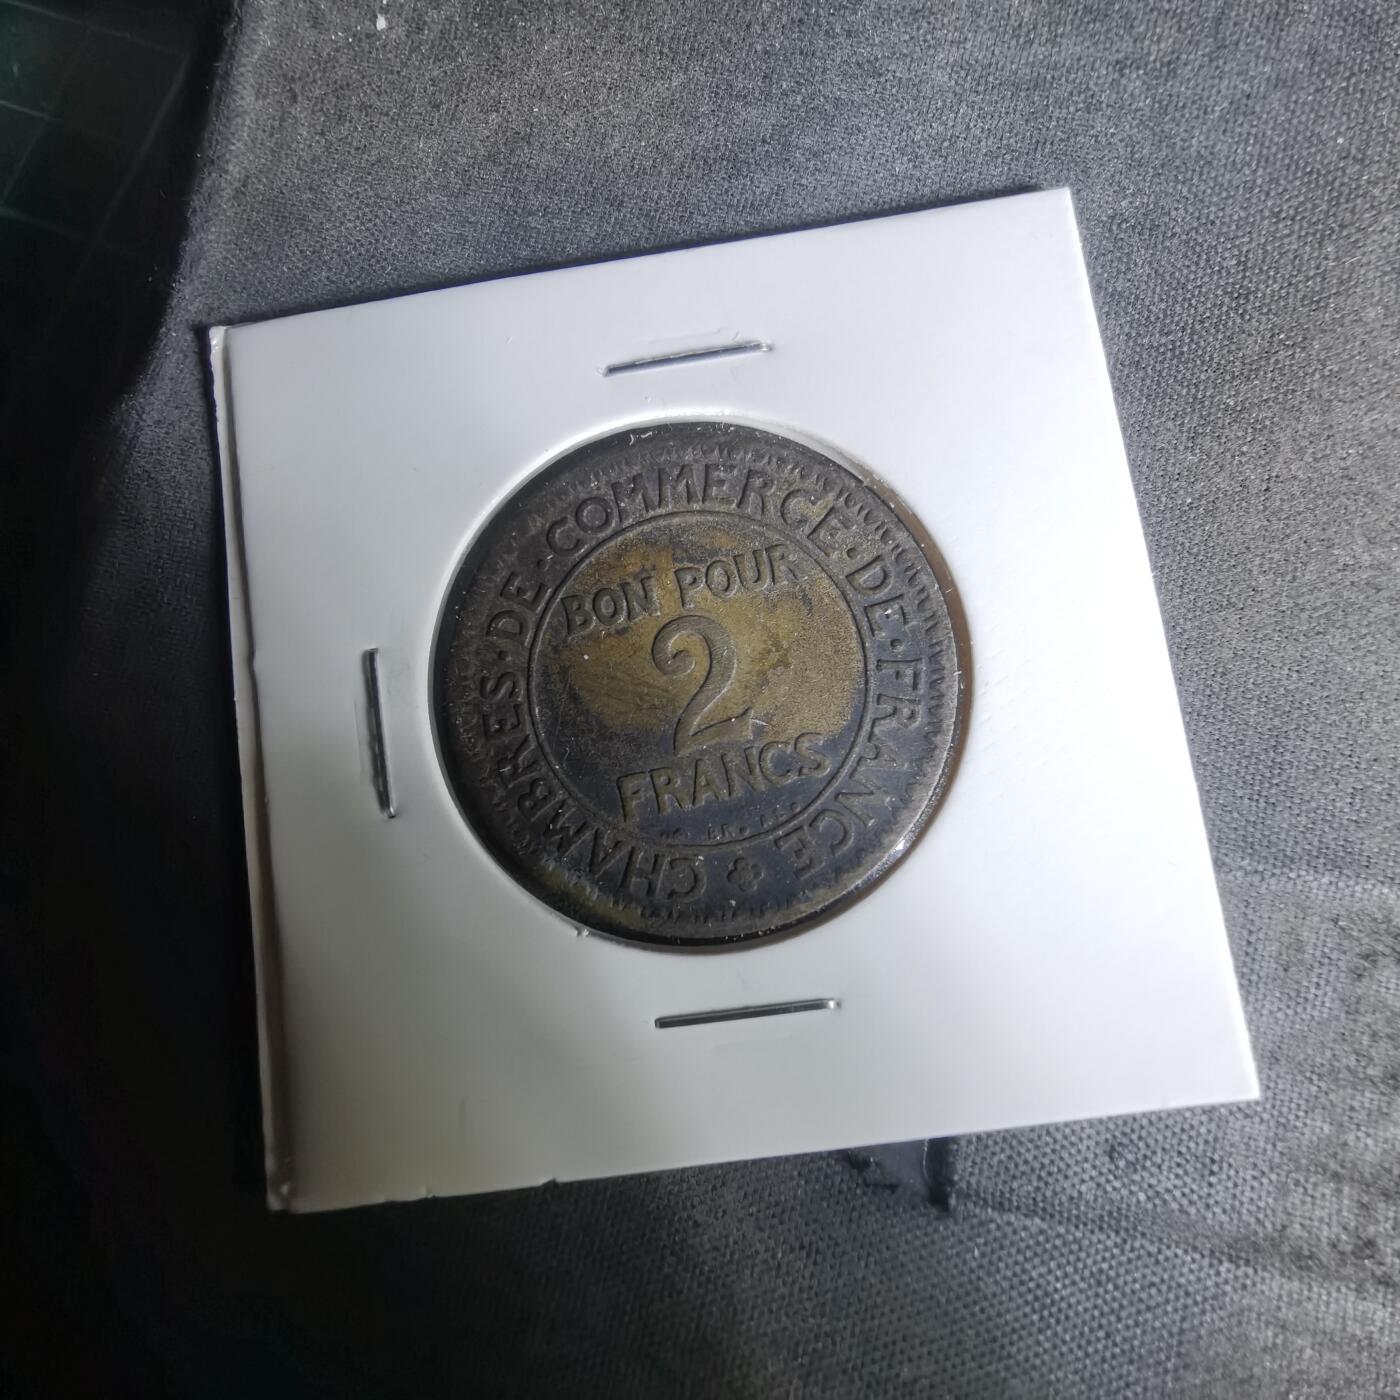 CHAMBRES·DE·COMMERCE·DE·FRANCE
BON POUR
2
FRANCS